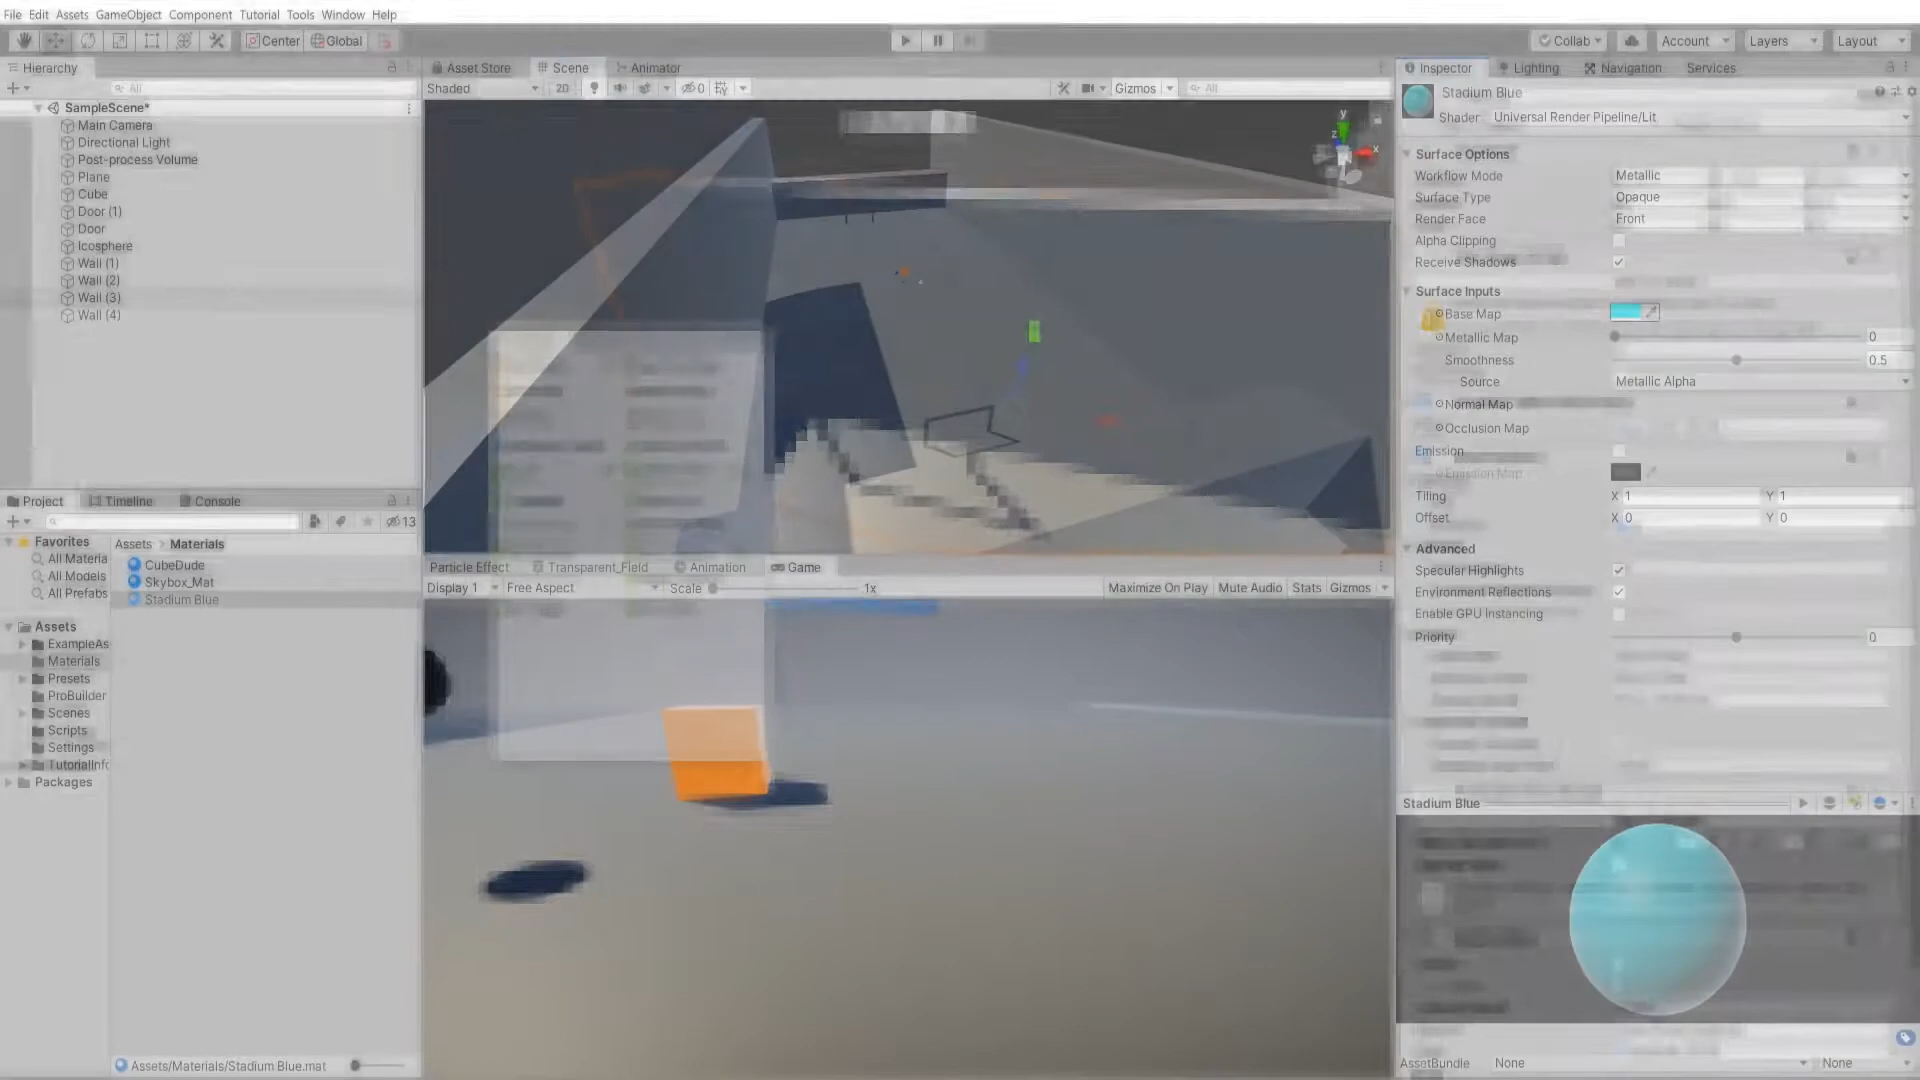 File Edit Assets GameObject Component Tutorial Tools Window Help
Center Global
Collab Account Layers Layout
Hierarchy
All
SampleScene*
Main Camera
Directional Light
Post-process Volume
Plane
Cube
Door (1)
Door
Icosphere
Wall (1)
Wall (2)
Wall (3)
Wall (4)
Asset Store Scene Animator
Shaded 2D 0 Gizmos All
y
z
x
Project Timeline Console
13
Favorites
All Materia
All Models
All Prefabs
Assets
ExampleAs
Materials
Presets
ProBuilder
Scenes
Scripts
Settings
TutorialInfo
Packages
Assets > Materials
CubeDude
Skybox_Mat
Stadium Blue
Assets/Materials/Stadium Blue.mat
Particle Effect Transparent_Field Animation Game
Display 1 Free Aspect Scale 1x Maximize On Play Mute Audio Stats Gizmos
Inspector Lighting Navigation Services
Stadium Blue
Shader Universal Render Pipeline/Lit
Surface Options
Workflow Mode Metallic
Surface Type Opaque
Render Face Front
Alpha Clipping
Receive Shadows
Surface Inputs
Base Map
Metallic Map 0
Smoothness 0.5
Source Metallic Alpha
Normal Map
Occlusion Map
Emission
Emission Map
Tiling X 1 Y 1
Offset X 0 Y 0
Advanced
Specular Highlights
Environment Reflections
Enable GPU Instancing
Priority 0
Stadium Blue
AssetBundle None None